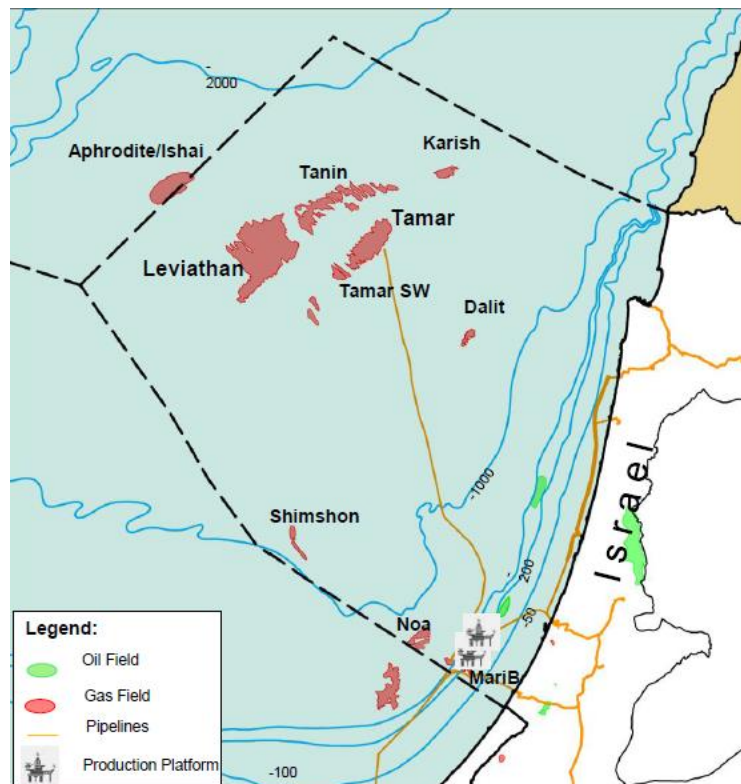 -
2000
Aphrodite/Ishai
Karish
Tanin
Tamar
Leviathan
Tamar SW
Dalit
-1000
Israel
Shimshon
-
200
-50
Noa
MariB
Legend:
Oil Field
Gas Field
Pipelines
Production Platform
-100